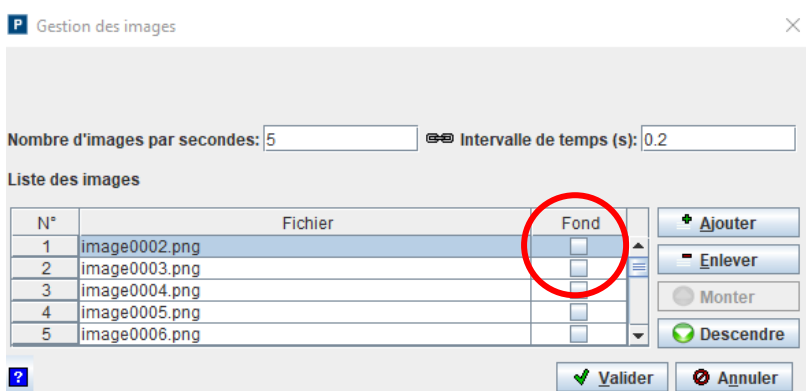 P Gestion des images
Nombre d'images par secondes: 5 Intervalle de temps (s): 0.2
Liste des images
N° Fichier Fond Ajouter
1 image0002.png
2 image0003.png Enlever
3 image0004.png Monter
4 image0005.png
5 image0006.png Descendre
? Valider Annuler